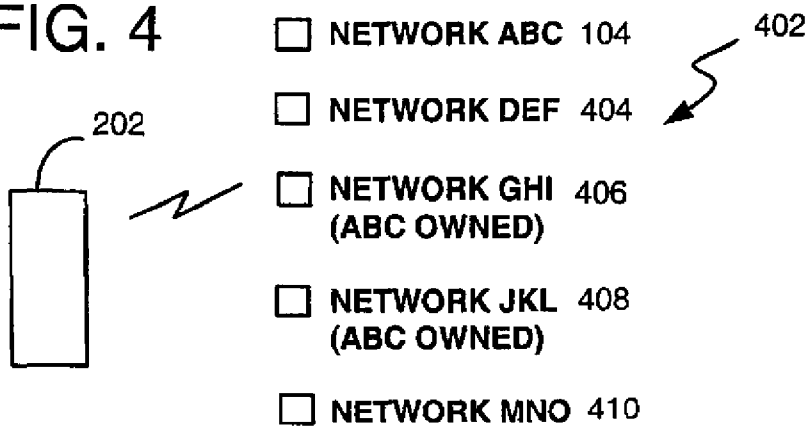 FIG. 4
NETWORK ABC 104
402
NETWORK DEF 404
202
NETWORK GHI 406
(ABC OWNED)
NETWORK JKL 408
(ABC OWNED)
NETWORK MNO 410